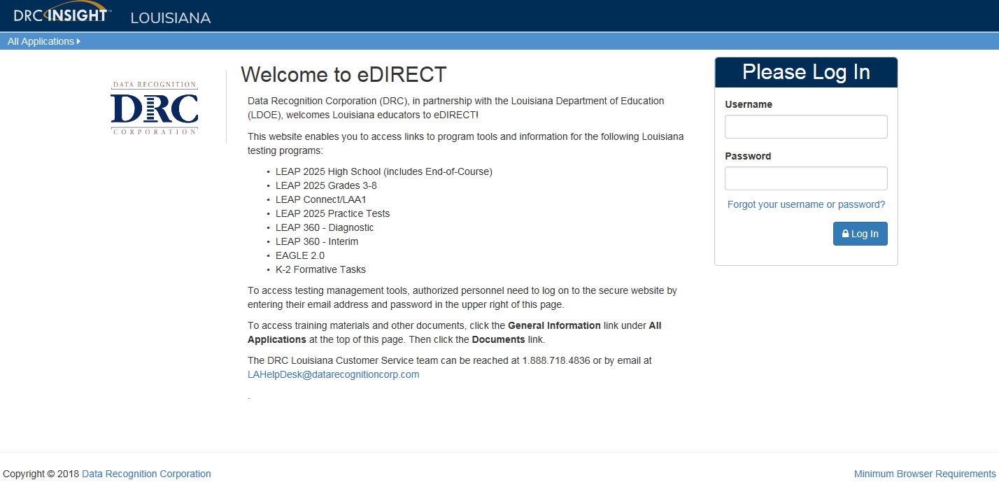 DRC INSIGHT™ LOUISIANA
All Applications
DATA RECOGNITION
DRC
CORPORATION
Welcome to eDIRECT
Data Recognition Corporation (DRC), in partnership with the Louisiana Department of Education
(LDOE), welcomes Louisiana educators to eDIRECT!
This website enables you to access links to program tools and information for the following Louisiana
testing programs:
• LEAP 2025 High School (includes End-of-Course)
• LEAP 2025 Grades 3-8
• LEAP Connect/LAA1
• LEAP 2025 Practice Tests
• LEAP 360 - Diagnostic
• LEAP 360 - Interim
• EAGLE 2.0
• K-2 Formative Tasks
To access testing management tools, authorized personnel need to log on to the secure website by
entering their email address and password in the upper right of this page.
To access training materials and other documents, click the General Information link under All
Applications at the top of this page. Then click the Documents link.
The DRC Louisiana Customer Service team can be reached at 1.888.718.4836 or by email at
LAHelpDesk@datarecognitioncorp.com
.
Please Log In
Username
Password
Forgot your username or password?
Log In
Copyright © 2018 Data Recognition Corporation
Minimum Browser Requirements